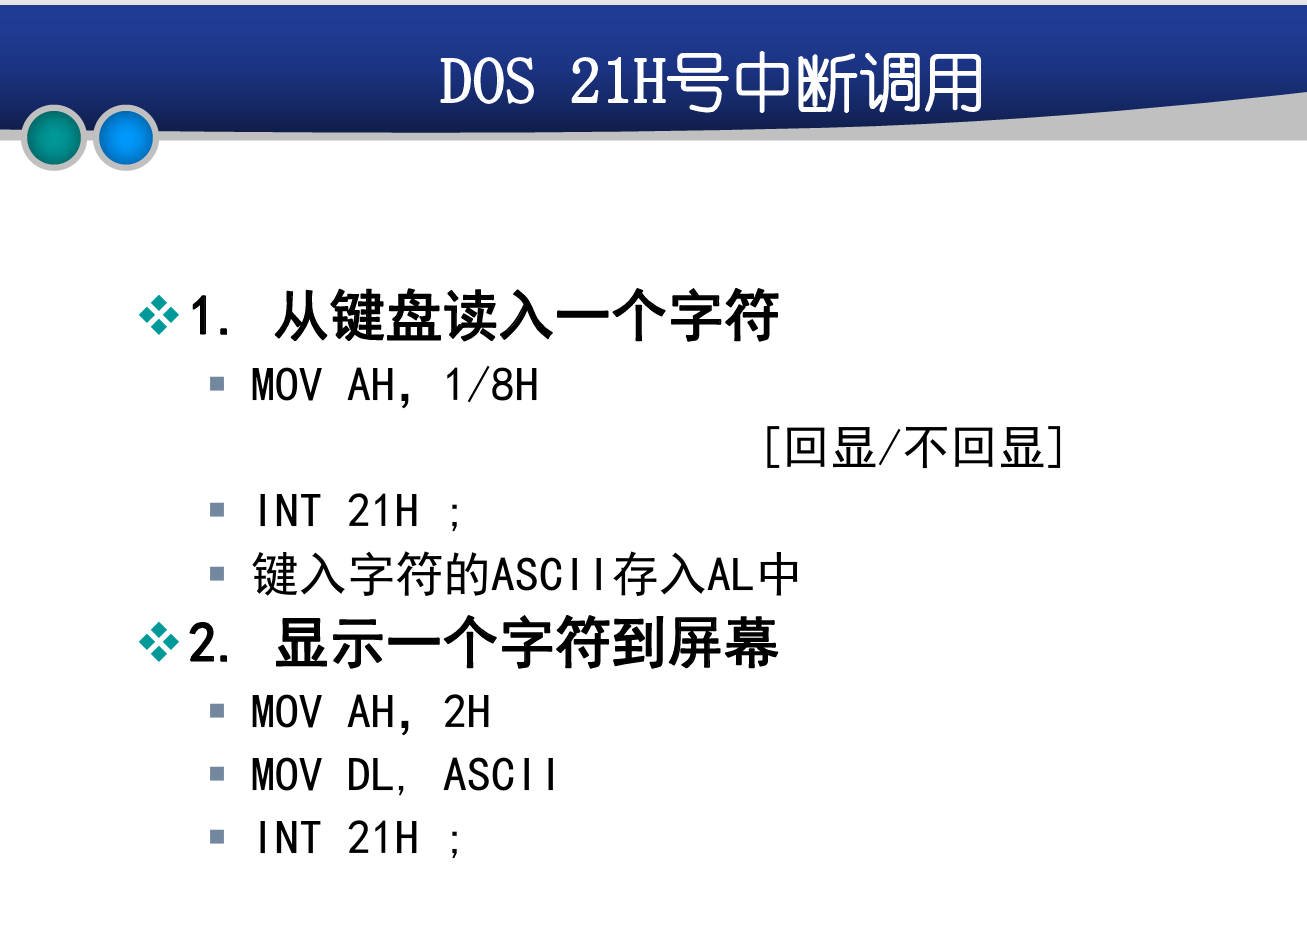 DOS 21H号中断调用
1. 从键盘读入一个字符
MOV AH, 1/8H
[回显/不回显]
INT 21H ;
键入字符的ASCII存入AL中
2. 显示一个字符到屏幕
MOV AH, 2H
MOV DL, ASCII
INT 21H ;